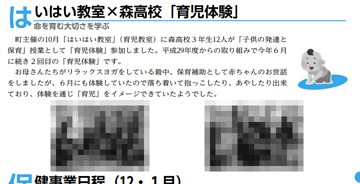 はいはい教室×森高校「育児体験」
命を育む大切さを学ぶ
町主催の10月「はいはい教室」（育児教室）に森高校３年生12人が「子供の発達と
保育」授業として「育児体験」参加しました。平成29年度からの取り組みで今年６月
に続き２回目の「育児体験」です。
お母さんたちがリラックスヨガをしている最中、保育補助として赤ちゃんのお世話
をしましたが、６月にも体験していたので落ち着いて抱っこしたり、あやしたり出来
ており、体験を通じ「育児」をイメージできていたようでした。
保健事業日程（12・１月）